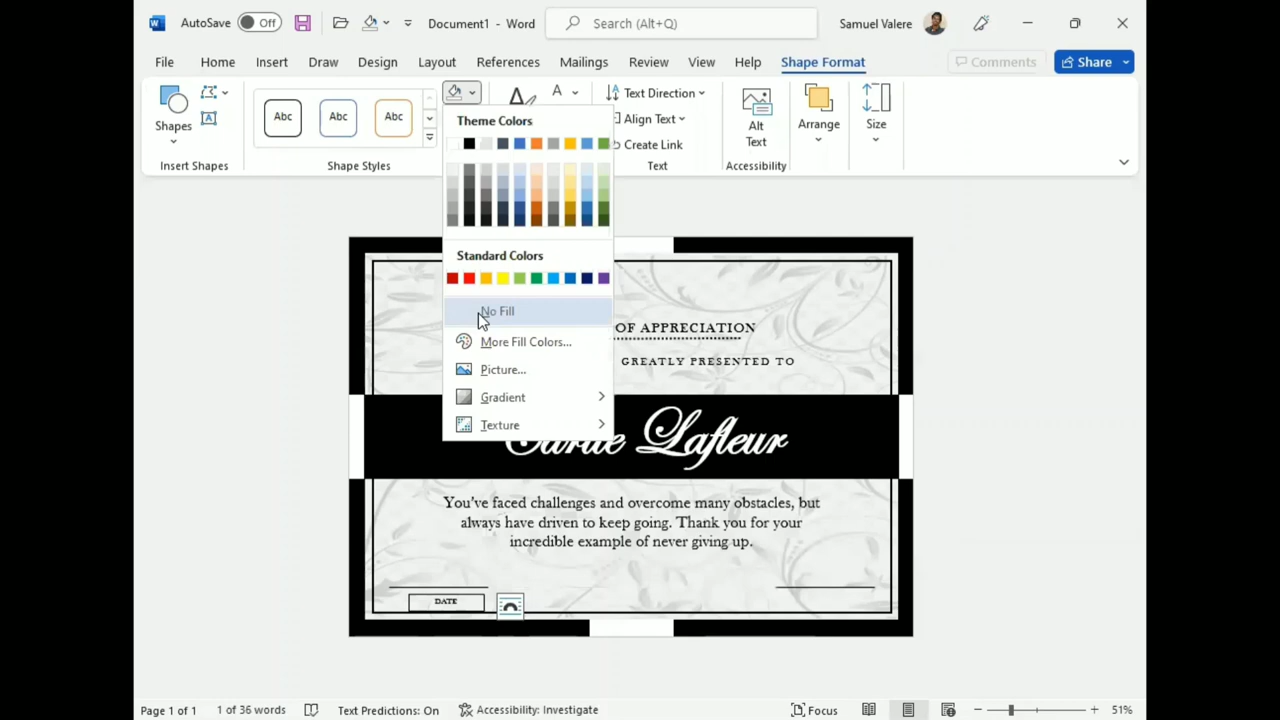 AutoSave Off Document1 - Word Search (Alt+Q) Samuel Valere
File Home Insert Draw Design Layout References Mailings Review View Help Shape Format Comments Share
Shapes
Insert Shapes
Abc Abc Abc
Shape Styles
A
Text Direction
Align Text
Create Link
Text
Alt
Text
Accessibility
Arrange
Size
Theme Colors
Standard Colors
No Fill
More Fill Colors...
Picture...
Gradient
Texture
OF APPRECIATION
GREATLY PRESENTED TO
Lafleur
You've faced challenges and overcome many obstacles, but
always have driven to keep going. Thank you for your
incredible example of never giving up.
DATE
Page 1 of 1 1 of 36 words Text Predictions: On Accessibility: Investigate Focus 51%